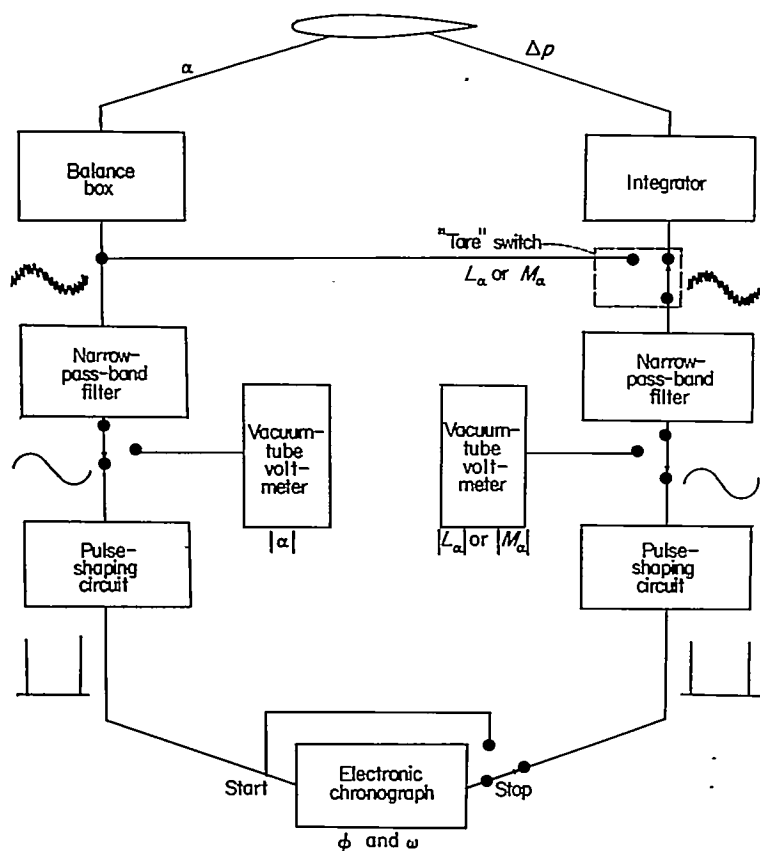 α
Δp
Balance
box
Integrator
"Tare" switch
Lα or Mα
Narrow-
pass-band
filter
Narrow-
pass-band
filter
Vacuum-
tube
volt-
meter
Vacuum-
tube
volt-
meter
|α|
|Lα| or |Mα|
Pulse-
shaping
circuit
Pulse-
shaping
circuit
Start
Electronic
chronograph
Stop
ϕ and ω